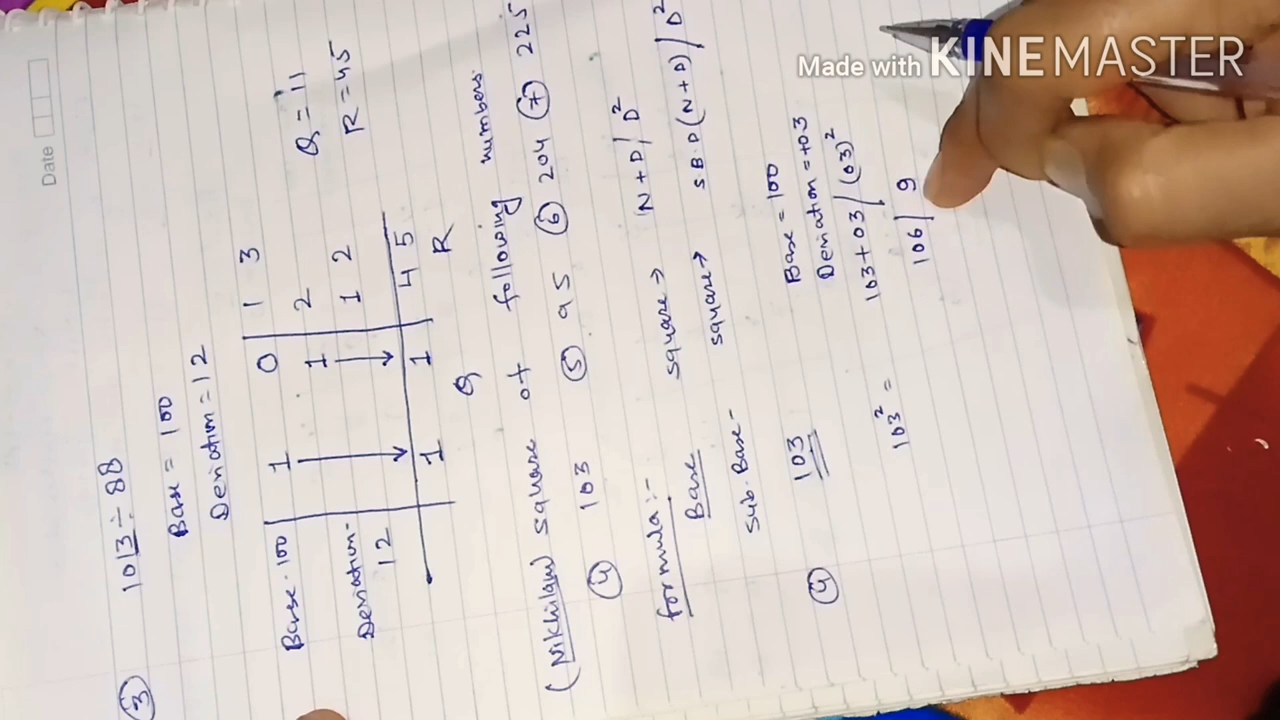 Date
③ 1013 ÷ 88
Base = 100
Deviation = 12
Base · 100 1 0 1 3
Deviation - 1 2 Q = 11
12 1 2 R = 45
1 1 4 5
Q R
(Nikhilam) square of following numbers
④ 103 ⑤ 95 ⑥ 204 ⑦ 225
formula :-
Base square → N + D / D²
Sub. Base - square → S B · D (N + D) / D²
④ 103 Base = 100
Deviation = +03
103² = 103 + 03 / (03)²
106 / 9
Made with KINEMASTER